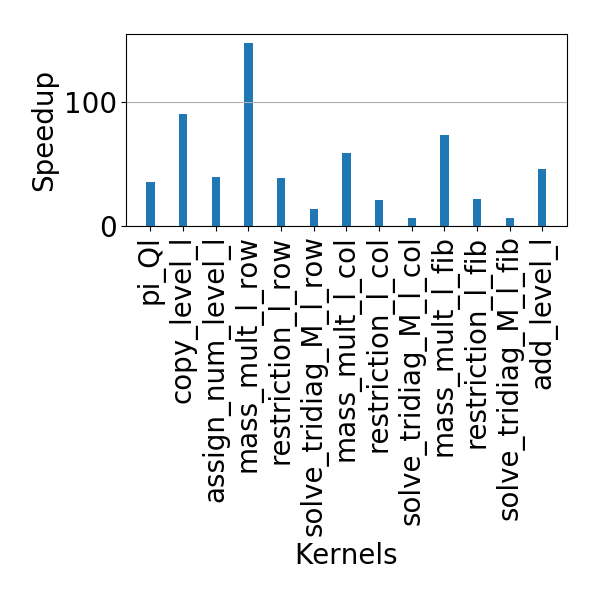 Speedup
100
0
pi_Ql
copy_level_l
assign_num_level_l
mass_mult_l_row
restriction_l_row
solve_tridiag_M_l_row
mass_mult_l_col
restriction_l_col
solve_tridiag_M_l_col
mass_mult_l_fib
restriction_l_fib
solve_tridiag_M_l_fib
add_level_l
Kernels